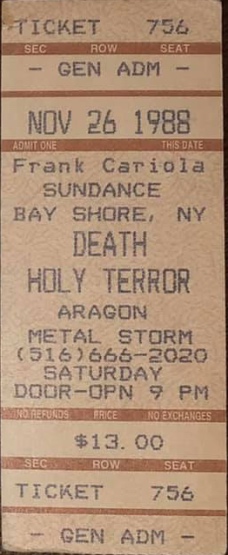 TICKET 756
SEC ROW SEAT
- GEN ADM -
NOV 26 1988
ADMIT ONE THIS DATE
Frank Cariola
SUNDANCE
BAY SHORE, NY
DEATH
HOLY TERROR
ARAGON
METAL STORM
(516)666-2020
SATURDAY
DOOR-OPN 9 PM
NO REFUNDS PRICE NO EXCHANGES
$13.00
SEC ROW SEAT
TICKET 756
- GEN ADM -